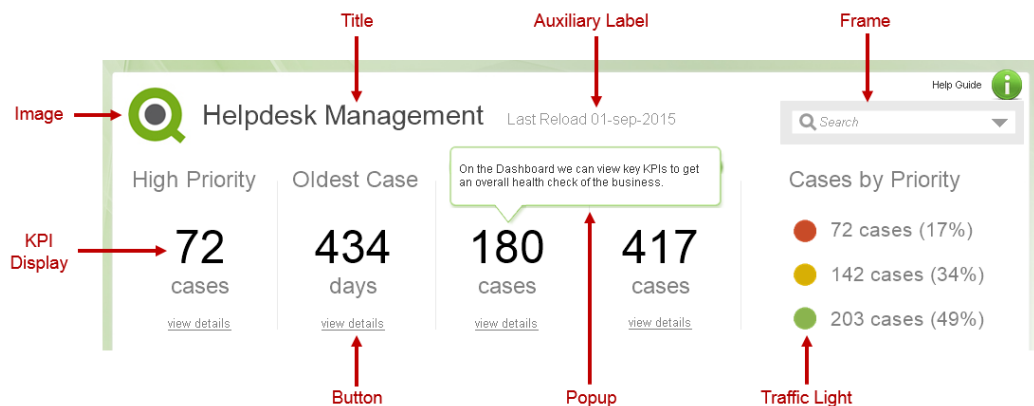 Title
Auxiliary Label
Frame
Help Guide
i
Image
Helpdesk Management
Last Reload 01-sep-2015
Search
On the Dashboard we can view key KPIs to get
an overall health check of the business.
High Priority
Oldest Case
Cases by Priority
KPI
Display
72
434
180
417
cases
days
cases
cases
72 cases (17%)
142 cases (34%)
203 cases (49%)
view details
view details
view details
view details
Button
Popup
Traffic Light